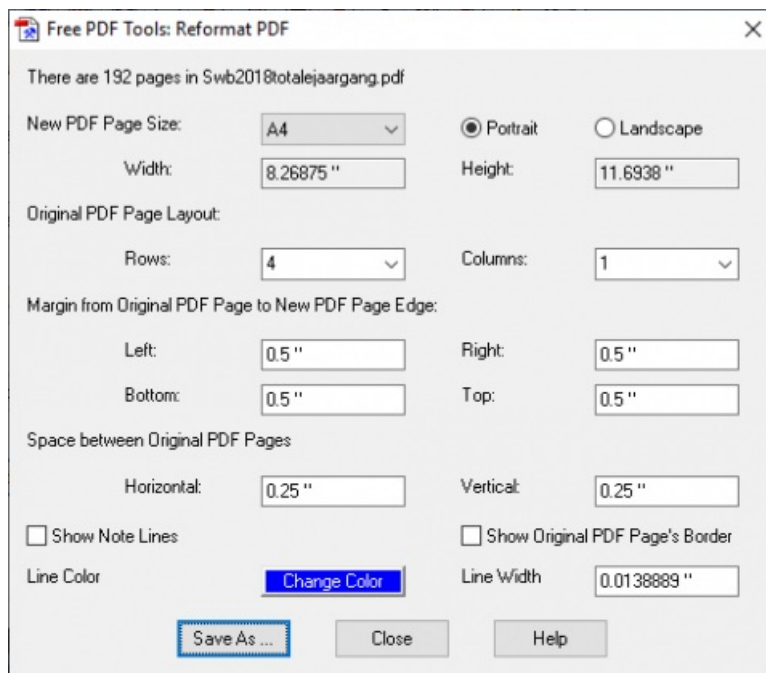 Free PDF Tools: Reformat PDF
There are 192 pages in Swb2018totalejaargang.pdf
New PDF Page Size: A4 Portrait Landscape
Width: 8.26875 " Height: 11.6938 "
Original PDF Page Layout:
Rows: 4 Columns: 1
Margin from Original PDF Page to New PDF Page Edge:
Left: 0.5 " Right: 0.5 "
Bottom: 0.5 " Top: 0.5 "
Space between Original PDF Pages
Horizontal: 0.25 " Vertical: 0.25 "
Show Note Lines Show Original PDF Page's Border
Line Color Change Color Line Width 0.0138889 "
Save As ... Close Help